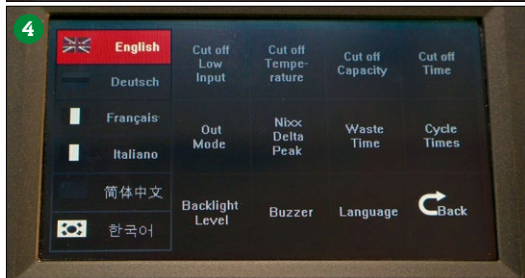 4
English
Deutsch
Français
Italiano
简体中文
한국어
Cut off
Low
Input
Cut off
Tempe-
rature
Cut off
Capacity
Cut off
Time
Out
Mode
Nixx
Delta
Peak
Waste
Time
Cycle
Times
Backlight
Level
Buzzer
Language
Back